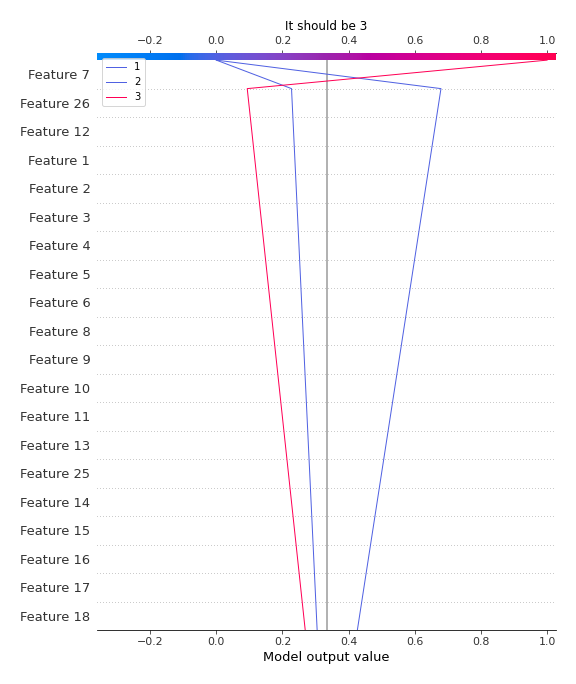 It should be 3
−0.2 0.0 0.2 0.4 0.6 0.8 1.0
1
2
3
Feature 7
Feature 26
Feature 12
Feature 1
Feature 2
Feature 3
Feature 4
Feature 5
Feature 6
Feature 8
Feature 9
Feature 10
Feature 11
Feature 13
Feature 25
Feature 14
Feature 15
Feature 16
Feature 17
Feature 18
−0.2 0.0 0.2 0.4 0.6 0.8 1.0
Model output value